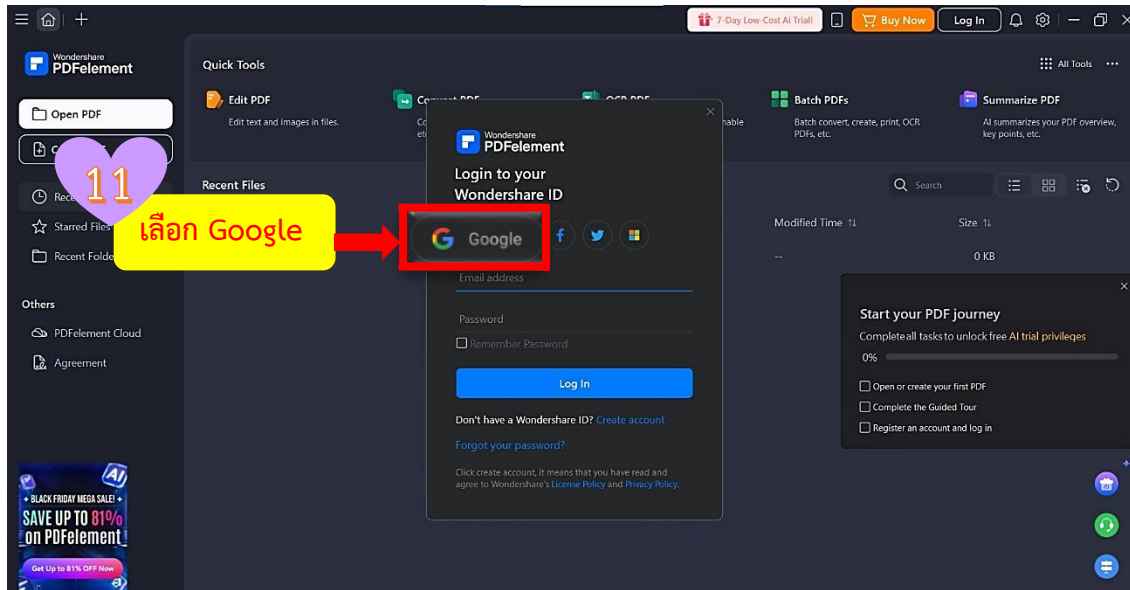 7-Day Low-Cost AI Trial!
Buy Now
Log In
Wondershare
PDFelement
Quick Tools
All Tools
Open PDF
Edit PDF
Edit text and images in files.
OCR PDF
Batch PDFs
Batch convert, create, print, OCR
PDFs, etc.
Summarize PDF
AI summarizes your PDF overview,
key points, etc.
Wondershare
PDFelement
Login to your
Wondershare ID
11
เลือก Google
Google
Recent Files
Search
Starred Files
Modified Time
Size
--
0 KB
Email address
Password
Remember Password
Log In
Don't have a Wondershare ID? Create account
Forgot your password?
Click create account, it means that you have read and
agree to Wondershare's License Policy and Privacy Policy.
Others
PDFelement Cloud
Agreement
Start your PDF journey
Complete all tasks to unlock free AI trial privileges
0%
Open or create your first PDF
Complete the Guided Tour
Register an account and log in
AI
BLACK FRIDAY MEGA SALE!
SAVE UP TO 81%
on PDFelement
Get Up to 81% OFF Now